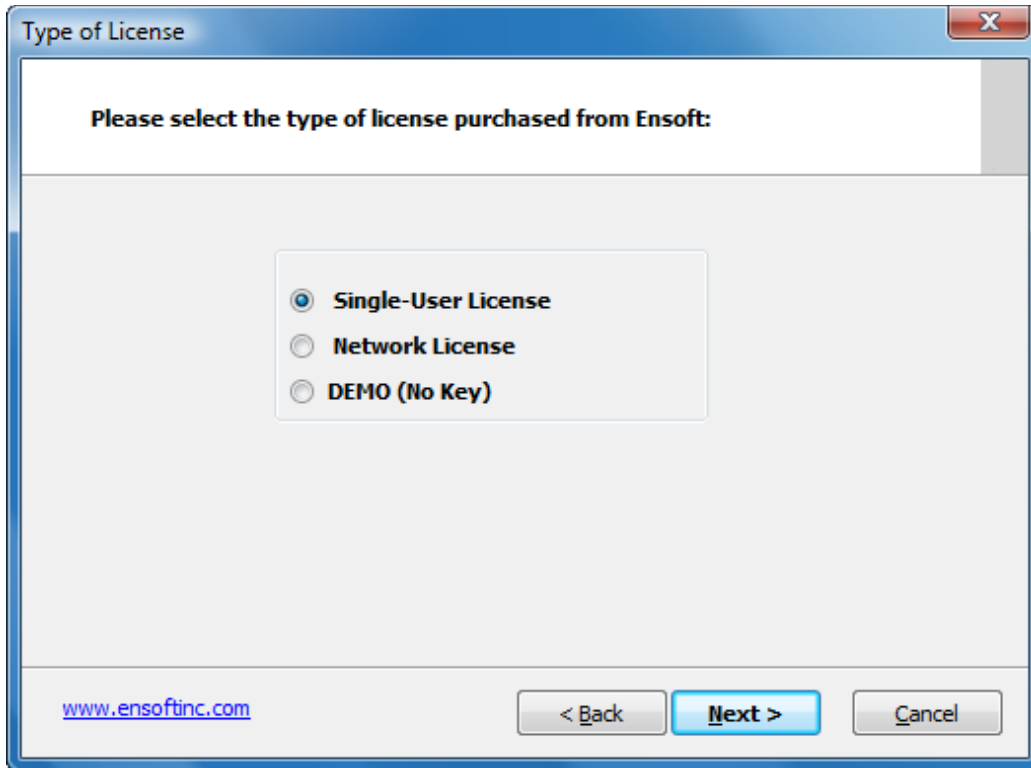 Type of License
Please select the type of license purchased from Ensoft:
Single-User License
Network License
DEMO (No Key)
www.ensoftinc.com
< Back
Next >
Cancel